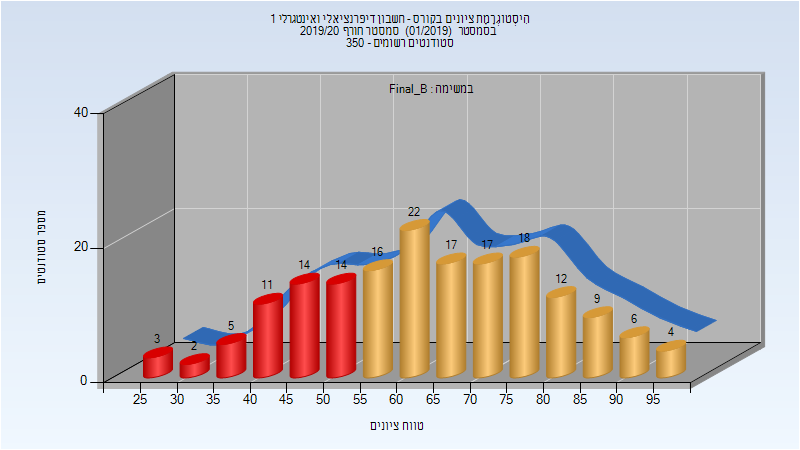 היסטוגרמת ציונים בקורס - חשבון דיפרנציאלי ואינטגרלי 1
בסמסטר (01/2019) סמסטר חורף 2019/20
סטודנטים רשומים - 350
במשימה : Final_B
מספר סטודנטים
40
20
0
3
2
5
11
14
14
16
22
17
17
18
12
9
6
4
25 30 35 40 45 50 55 60 65 70 75 80 85 90 95
טווח ציונים